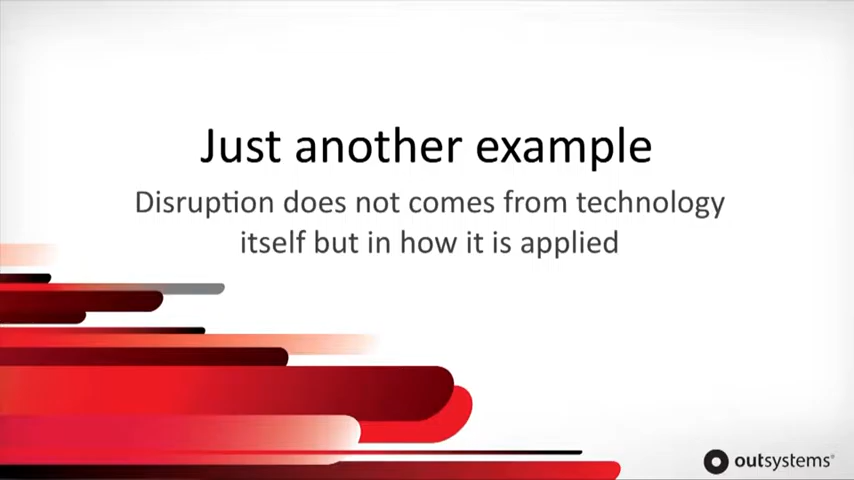 Just another example
Disruption does not comes from technology
itself but in how it is applied
outsystems®